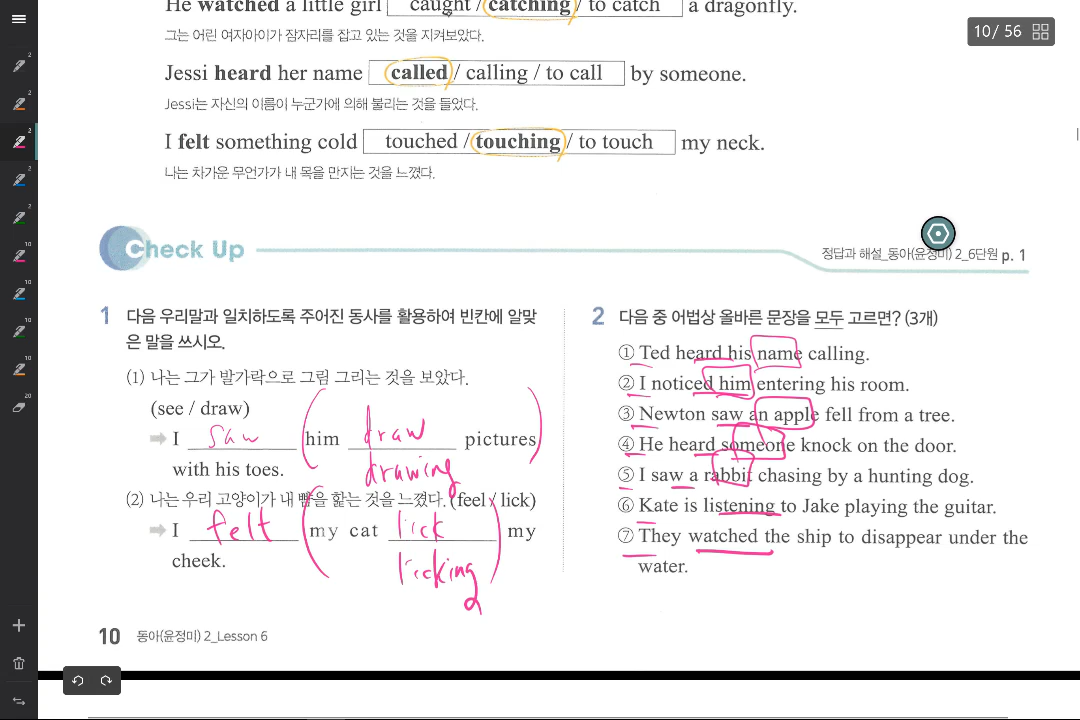 He watched a little girl caught / catching / to catch a dragonfly.
10/ 56
그는 어린 여자아이가 잠자리를 잡고 있는 것을 지켜보았다.
Jessi heard her name called / calling / to call by someone.
Jessi는 자신의 이름이 누군가에 의해 불리는 것을 들었다.
I felt something cold touched / touching / to touch my neck.
나는 차가운 무언가가 내 목을 만지는 것을 느꼈다.
Check Up
정답과 해설_동아(윤정미) 2_6단원 p. 1
1 다음 우리말과 일치하도록 주어진 동사를 활용하여 빈칸에 알맞
은 말을 쓰시오.
(1) 나는 그가 발가락으로 그림 그리는 것을 보았다.
(see / draw)
➡ I saw (him draw pictures)
drawing
with his toes.
(2) 나는 우리 고양이가 내 뺨을 핥는 것을 느꼈다. (feel / lick)
➡ I felt (my cat lick my
licking)
cheek.
2 다음 중 어법상 올바른 문장을 모두 고르면? (3개)
① Ted heard his name calling.
② I noticed him entering his room.
③ Newton saw an apple fell from a tree.
④ He heard someone knock on the door.
⑤ I saw a rabbit chasing by a hunting dog.
⑥ Kate is listening to Jake playing the guitar.
⑦ They watched the ship to disappear under the
water.
10 동아(윤정미) 2_Lesson 6
2
2
2
2
2
10
10
10
10
20